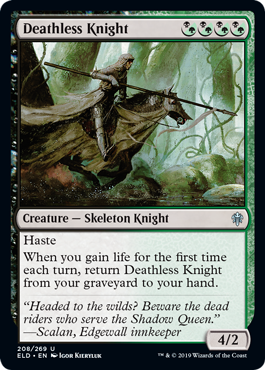 Deathless Knight
Creature — Skeleton Knight
Haste
When you gain life for the first time
each turn, return Deathless Knight
from your graveyard to your hand.
“Headed to the wilds? Beware the dead
riders who serve the Shadow Queen.”
—Scalan, Edgewall innkeeper
4/2
208/269 U
ELD • EN Igor Kieryluk
™ & © 2019 Wizards of the Coast